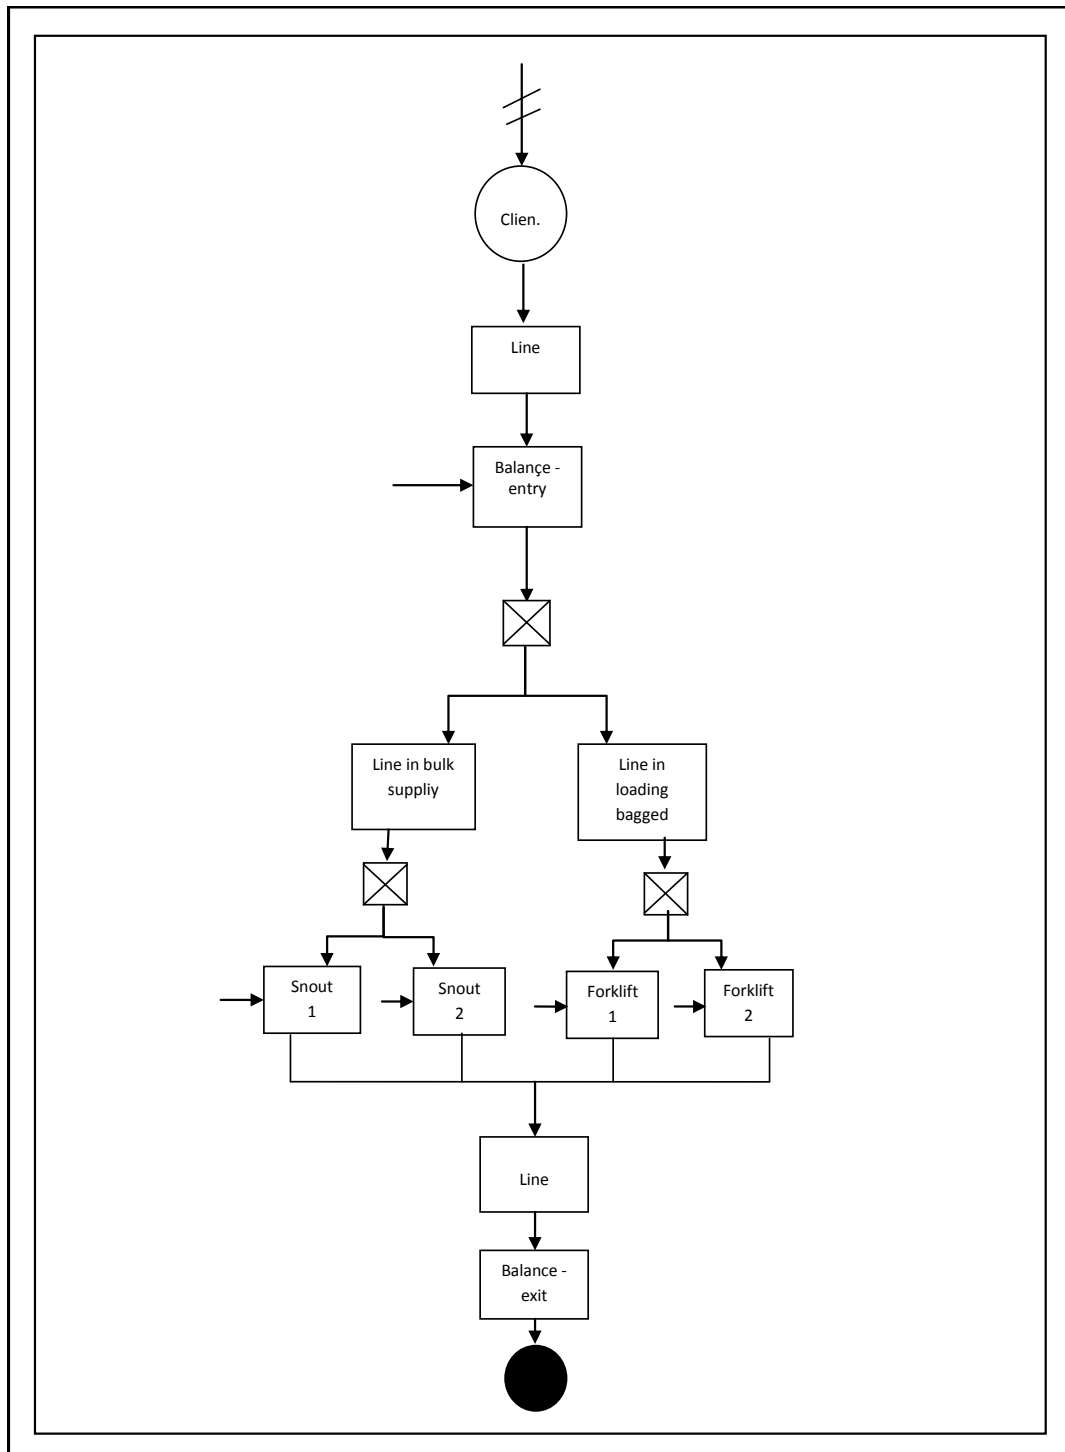 Clien.
Line
Balançe -
entry
Line in bulk
suppliy
Line in
loading
bagged
Snout
1
Snout
2
Forklift
1
Forklift
2
Line
Balance -
exit